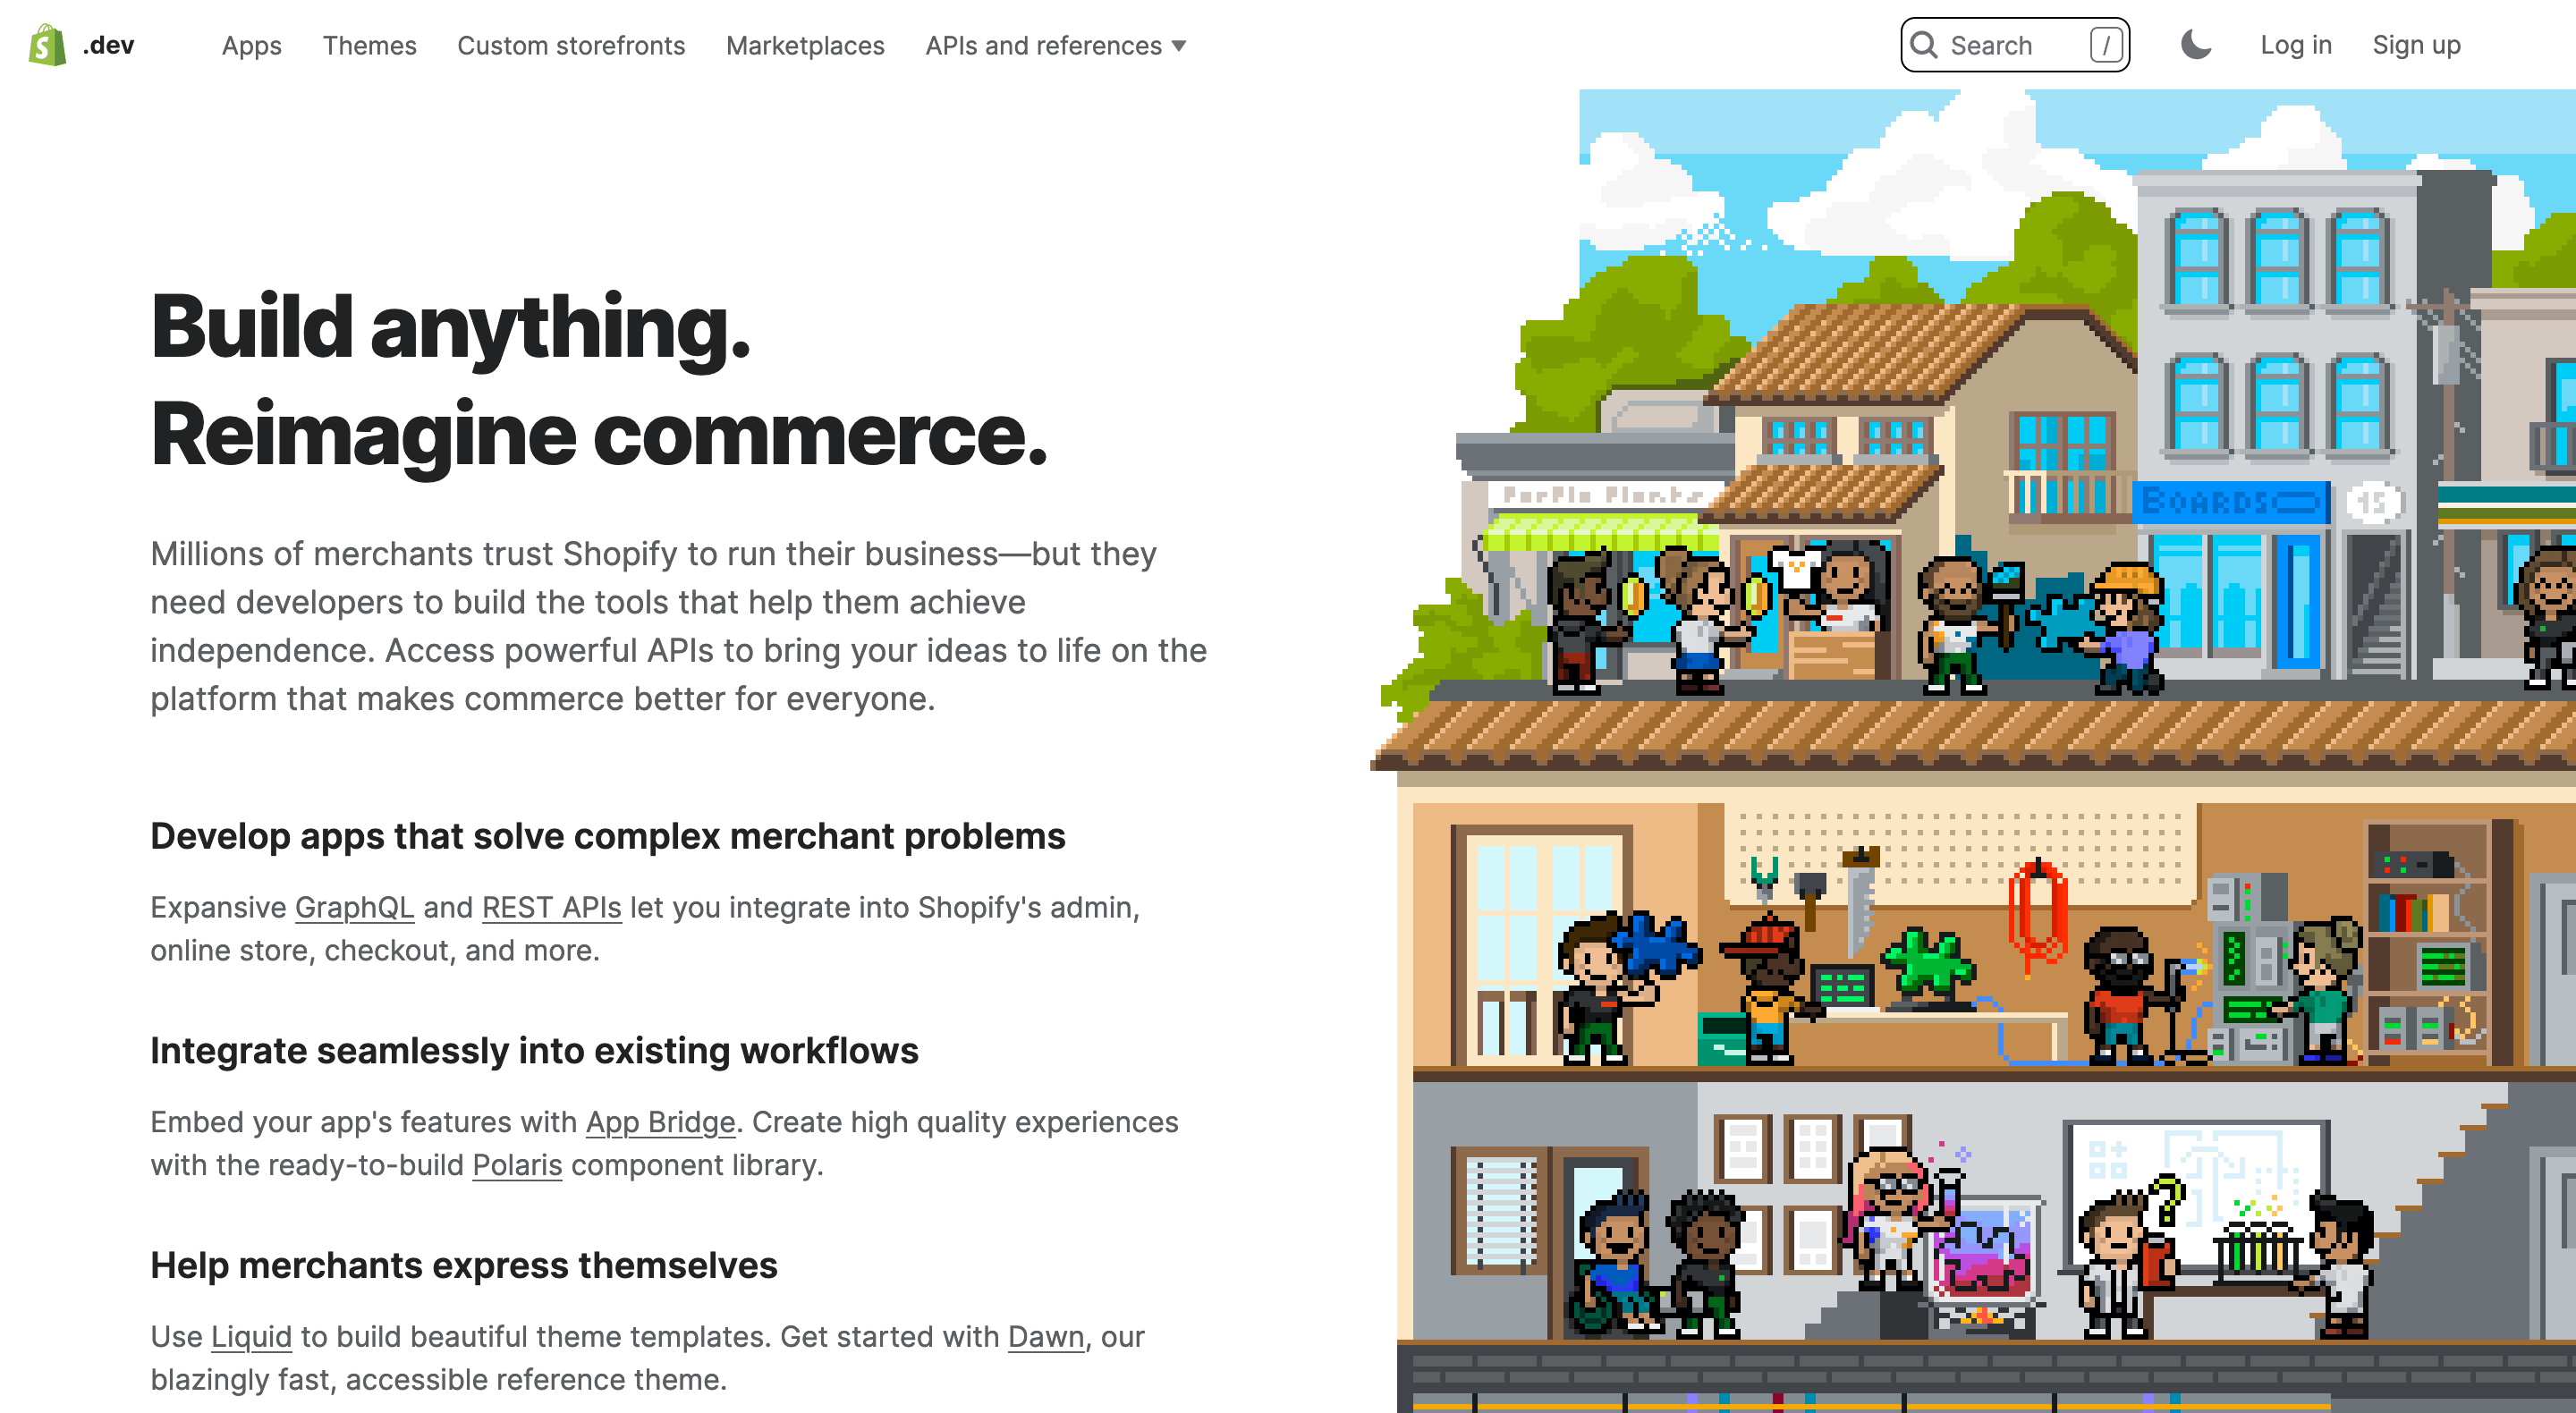 .dev
Apps
Themes
Custom storefronts
Marketplaces
APIs and references
Search
/
Log in
Sign up
Build anything.
Reimagine commerce.
Millions of merchants trust Shopify to run their business—but they
need developers to build the tools that help them achieve
independence. Access powerful APIs to bring your ideas to life on the
platform that makes commerce better for everyone.
Develop apps that solve complex merchant problems
Expansive GraphQL and REST APIs let you integrate into Shopify's admin,
online store, checkout, and more.
Integrate seamlessly into existing workflows
Embed your app's features with App Bridge. Create high quality experiences
with the ready-to-build Polaris component library.
Help merchants express themselves
Use Liquid to build beautiful theme templates. Get started with Dawn, our
blazingly fast, accessible reference theme.
Plants
BOARDS
15